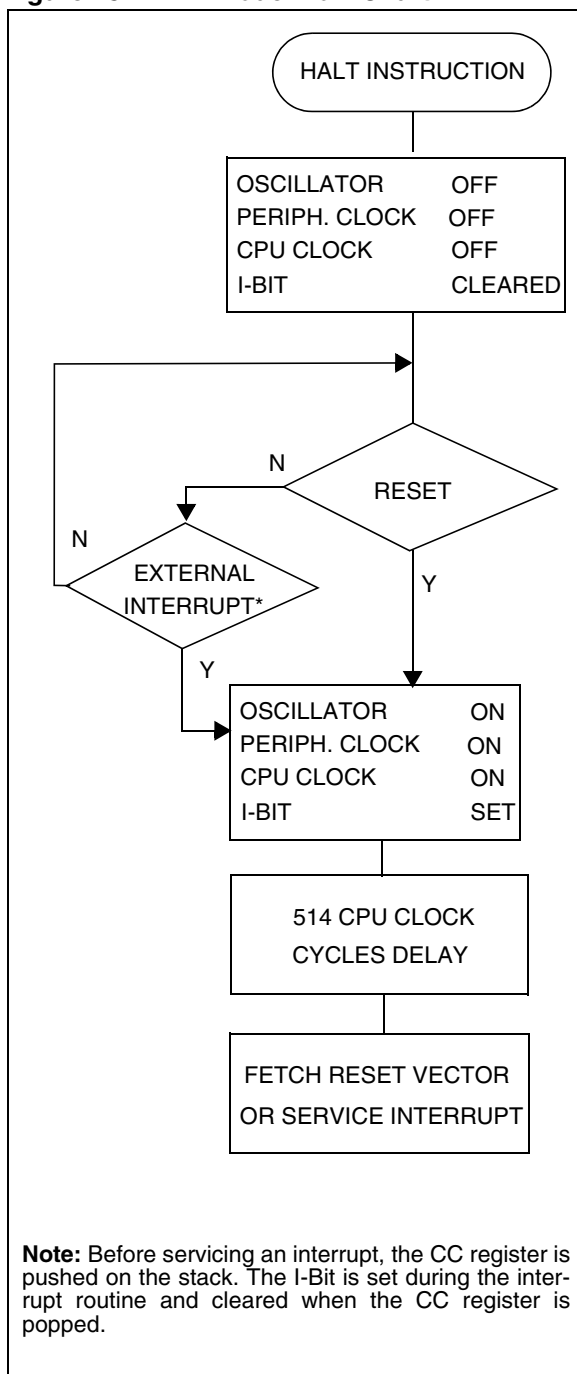 HALT INSTRUCTION
OSCILLATOR OFF
PERIPH. CLOCK OFF
CPU CLOCK OFF
I-BIT CLEARED
N
RESET
N
EXTERNAL
INTERRUPT*
Y
Y
OSCILLATOR ON
PERIPH. CLOCK ON
CPU CLOCK ON
I-BIT SET
514 CPU CLOCK
CYCLES DELAY
FETCH RESET VECTOR
OR SERVICE INTERRUPT
Note: Before servicing an interrupt, the CC register is
pushed on the stack. The I-Bit is set during the inter-
rupt routine and cleared when the CC register is
popped.